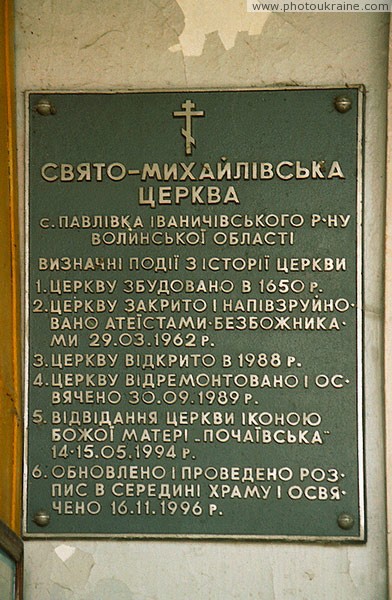 www.photoukraine.com
СВЯТО-МИХАЙЛІВСЬКА
ЦЕРКВА
С. ПАВЛІВКА ІВАНИЧІВСЬКОГО Р-НУ
ВОЛИНСЬКОЇ ОБЛАСТІ
ВИЗНАЧНІ ПОДІЇ З ІСТОРІЇ ЦЕРКВИ
1. ЦЕРКВУ ЗБУДОВАНО В 1650 Р.
2. ЦЕРКВУ ЗАКРИТО І НАПІВЗРУЙНО-
ВАНО АТЕЇСТАМИ-БЕЗБОЖНИКА-
МИ 29.03.1962 Р.
3. ЦЕРКВУ ВІДКРИТО В 1988 Р.
4. ЦЕРКВУ ВІДРЕМОНТОВАНО І ОС-
ВЯЧЕНО 30.09.1989 Р.
5. ВІДВІДАННЯ ЦЕРКВИ ІКОНОЮ
БОЖОЇ МАТЕРІ „ПОЧАЇВСЬКА"
14-15.05.1994 Р.
6. ОБНОВЛЕНО І ПРОВЕДЕНО РОЗ-
ПИС В СЕРЕДИНІ ХРАМУ І ОСВЯ-
ЧЕНО 16.11.1996 Р.